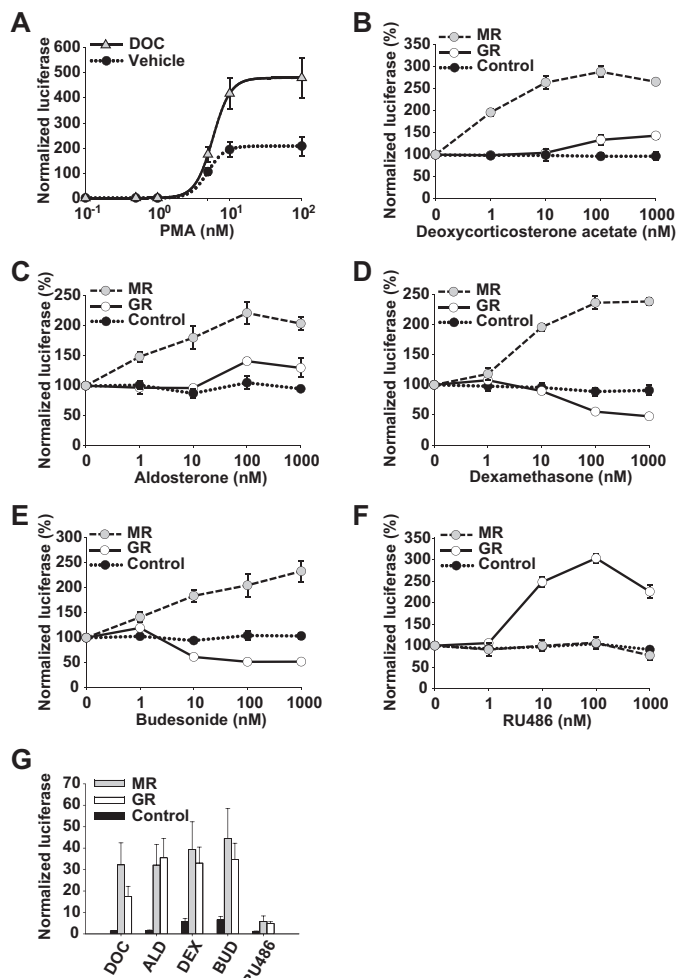 A
Normalized luciferase
600
500
400
300
200
100
0
DOC
Vehicle
10-1
100
101
102
PMA (nM)
B
Normalized luciferase (%)
350
300
250
200
150
100
50
0
MR
GR
Control
0 1 10 100 1000
Deoxycorticosterone acetate (nM)
C
Normalized luciferase (%)
250
200
150
100
50
0
MR
GR
Control
0 1 10 100 1000
Aldosterone (nM)
D
Normalized luciferase (%)
250
200
150
100
50
0
MR
GR
Control
0 1 10 100 1000
Dexamethasone (nM)
E
Normalized luciferase (%)
300
250
200
150
100
50
0
MR
GR
Control
0 1 10 100 1000
Budesonide (nM)
F
Normalized luciferase (%)
350
300
250
200
150
100
50
0
MR
GR
Control
0 1 10 100 1000
RU486 (nM)
G
Normalized luciferase
70
60
50
40
30
20
10
0
MR
GR
Control
DOC ALD DEX BUD RU486